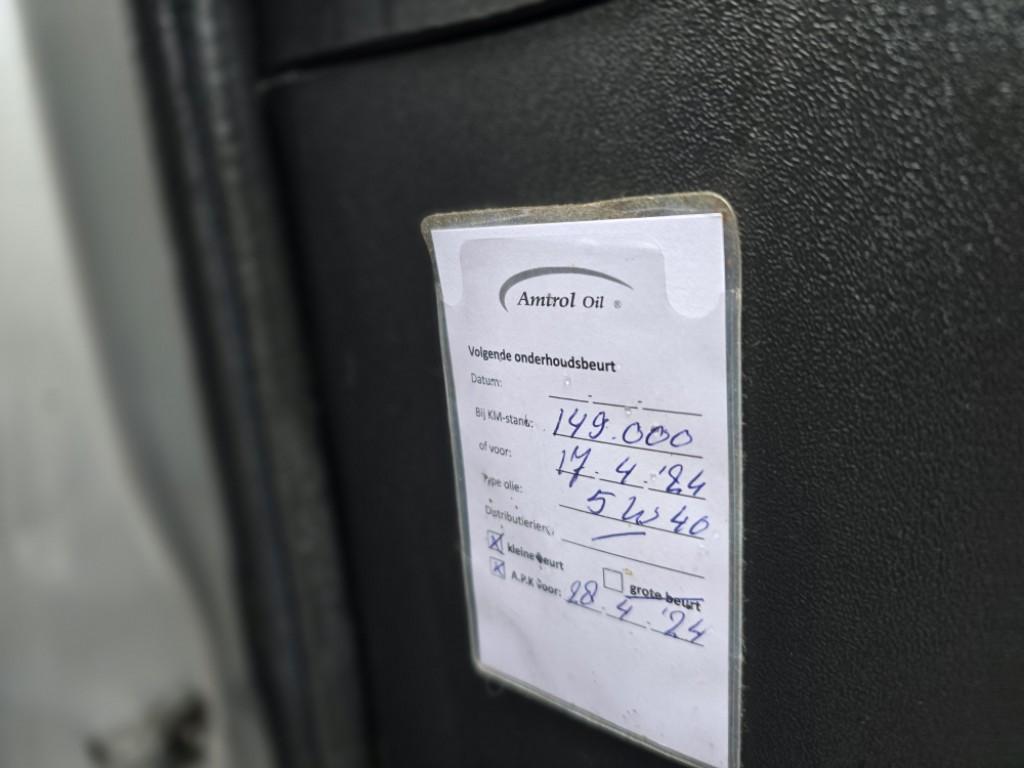 Amtrol Oil ®
Volgende onderhoudsbeurt
Datum: - -
Bij KM-stand: 149.000
of voor: 17.4.'24
Type olie: 5W40
Distributieriem: —
x kleine beurt grote beurt
x A.P.K voor: 28.4.'24